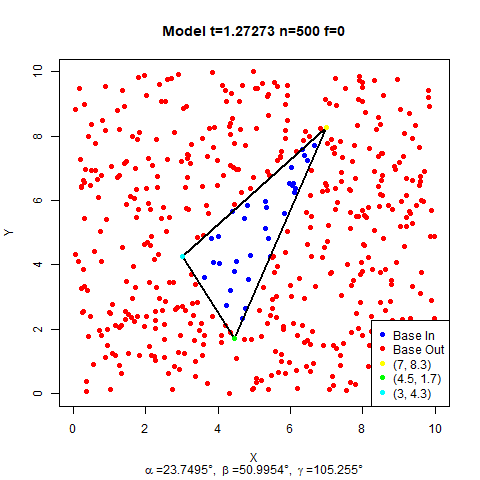 Model t=1.27273 n=500 f=0
10
8
6
4
2
0
Y
Base In
Base Out
(7, 8.3)
(4.5, 1.7)
(3, 4.3)
0 2 4 6 8 10
X
α=23.7495°, β=50.9954°, γ=105.255°